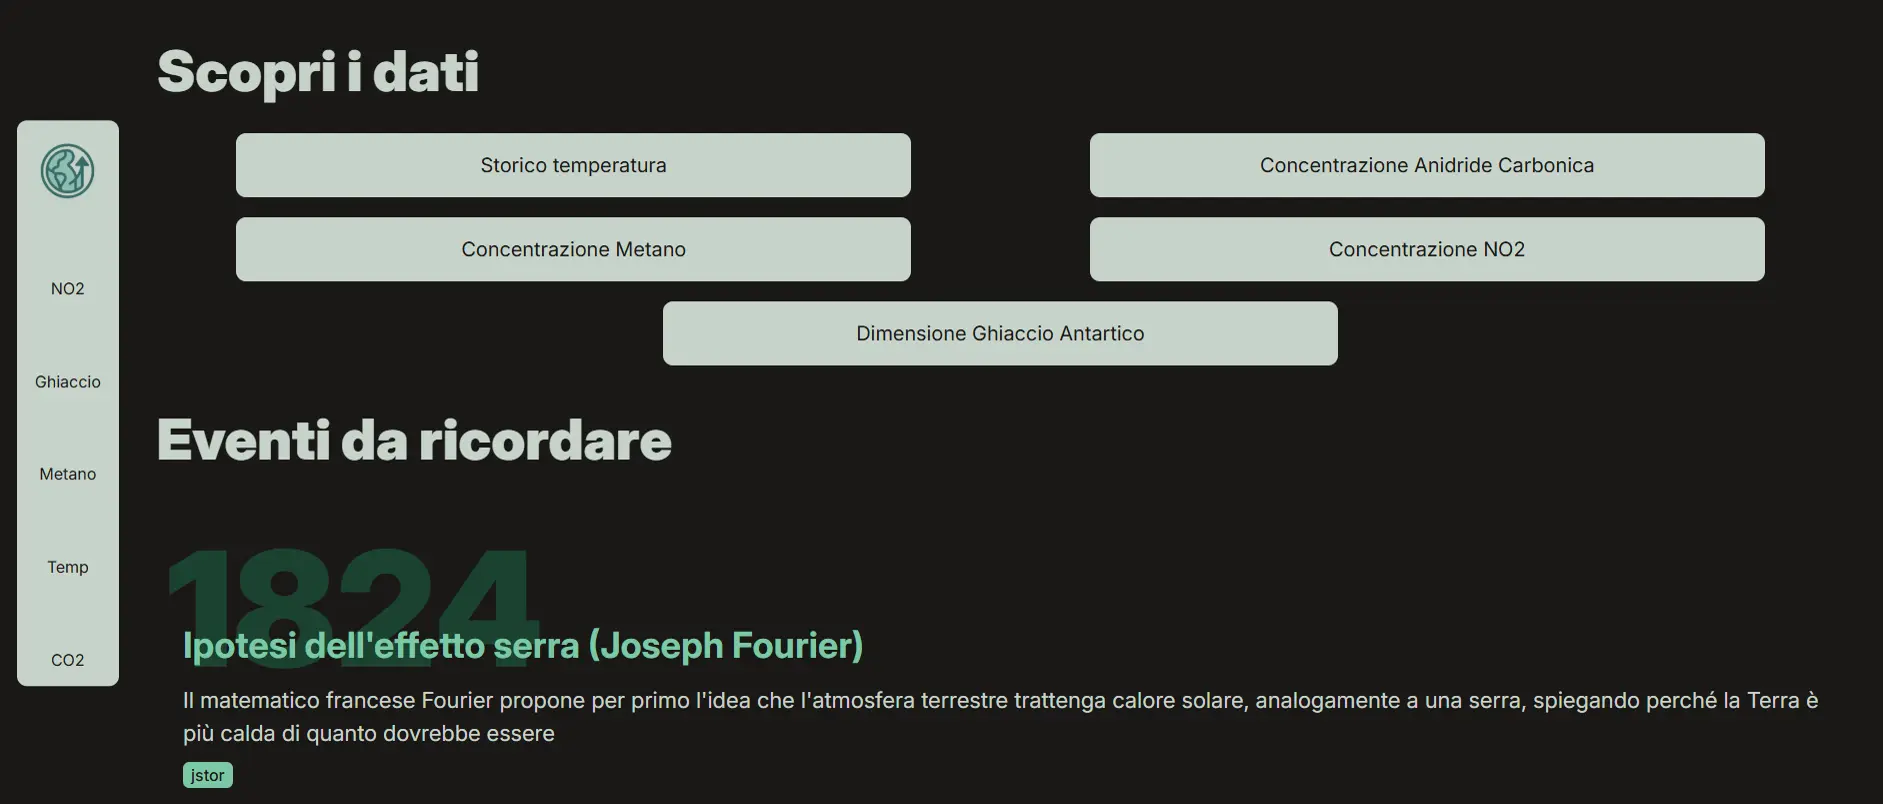 Scopri i dati
Storico temperatura
Concentrazione Anidride Carbonica
Concentrazione Metano
Concentrazione NO2
Dimensione Ghiaccio Antartico
NO2
Ghiaccio
Metano
Temp
CO2
Eventi da ricordare
1824
Ipotesi dell'effetto serra (Joseph Fourier)
Il matematico francese Fourier propone per primo l'idea che l'atmosfera terrestre trattenga calore solare, analogamente a una serra, spiegando perché la Terra è
più calda di quanto dovrebbe essere
jstor